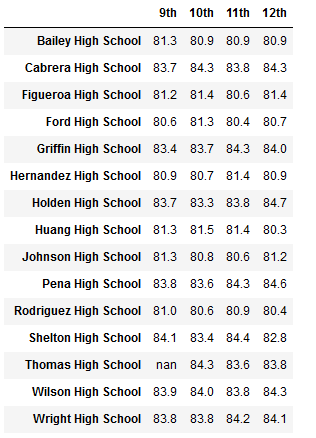 9th 10th 11th 12th
Bailey High School 81.3 80.9 80.9 80.9
Cabrera High School 83.7 84.3 83.8 84.3
Figueroa High School 81.2 81.4 80.6 81.4
Ford High School 80.6 81.3 80.4 80.7
Griffin High School 83.4 83.7 84.3 84.0
Hernandez High School 80.9 80.7 81.4 80.9
Holden High School 83.7 83.3 83.8 84.7
Huang High School 81.3 81.5 81.4 80.3
Johnson High School 81.3 80.8 80.6 81.2
Pena High School 83.8 83.6 84.3 84.6
Rodriguez High School 81.0 80.6 80.9 80.4
Shelton High School 84.1 83.4 84.4 82.8
Thomas High School nan 84.3 83.6 83.8
Wilson High School 83.9 84.0 83.8 84.3
Wright High School 83.8 83.8 84.2 84.1